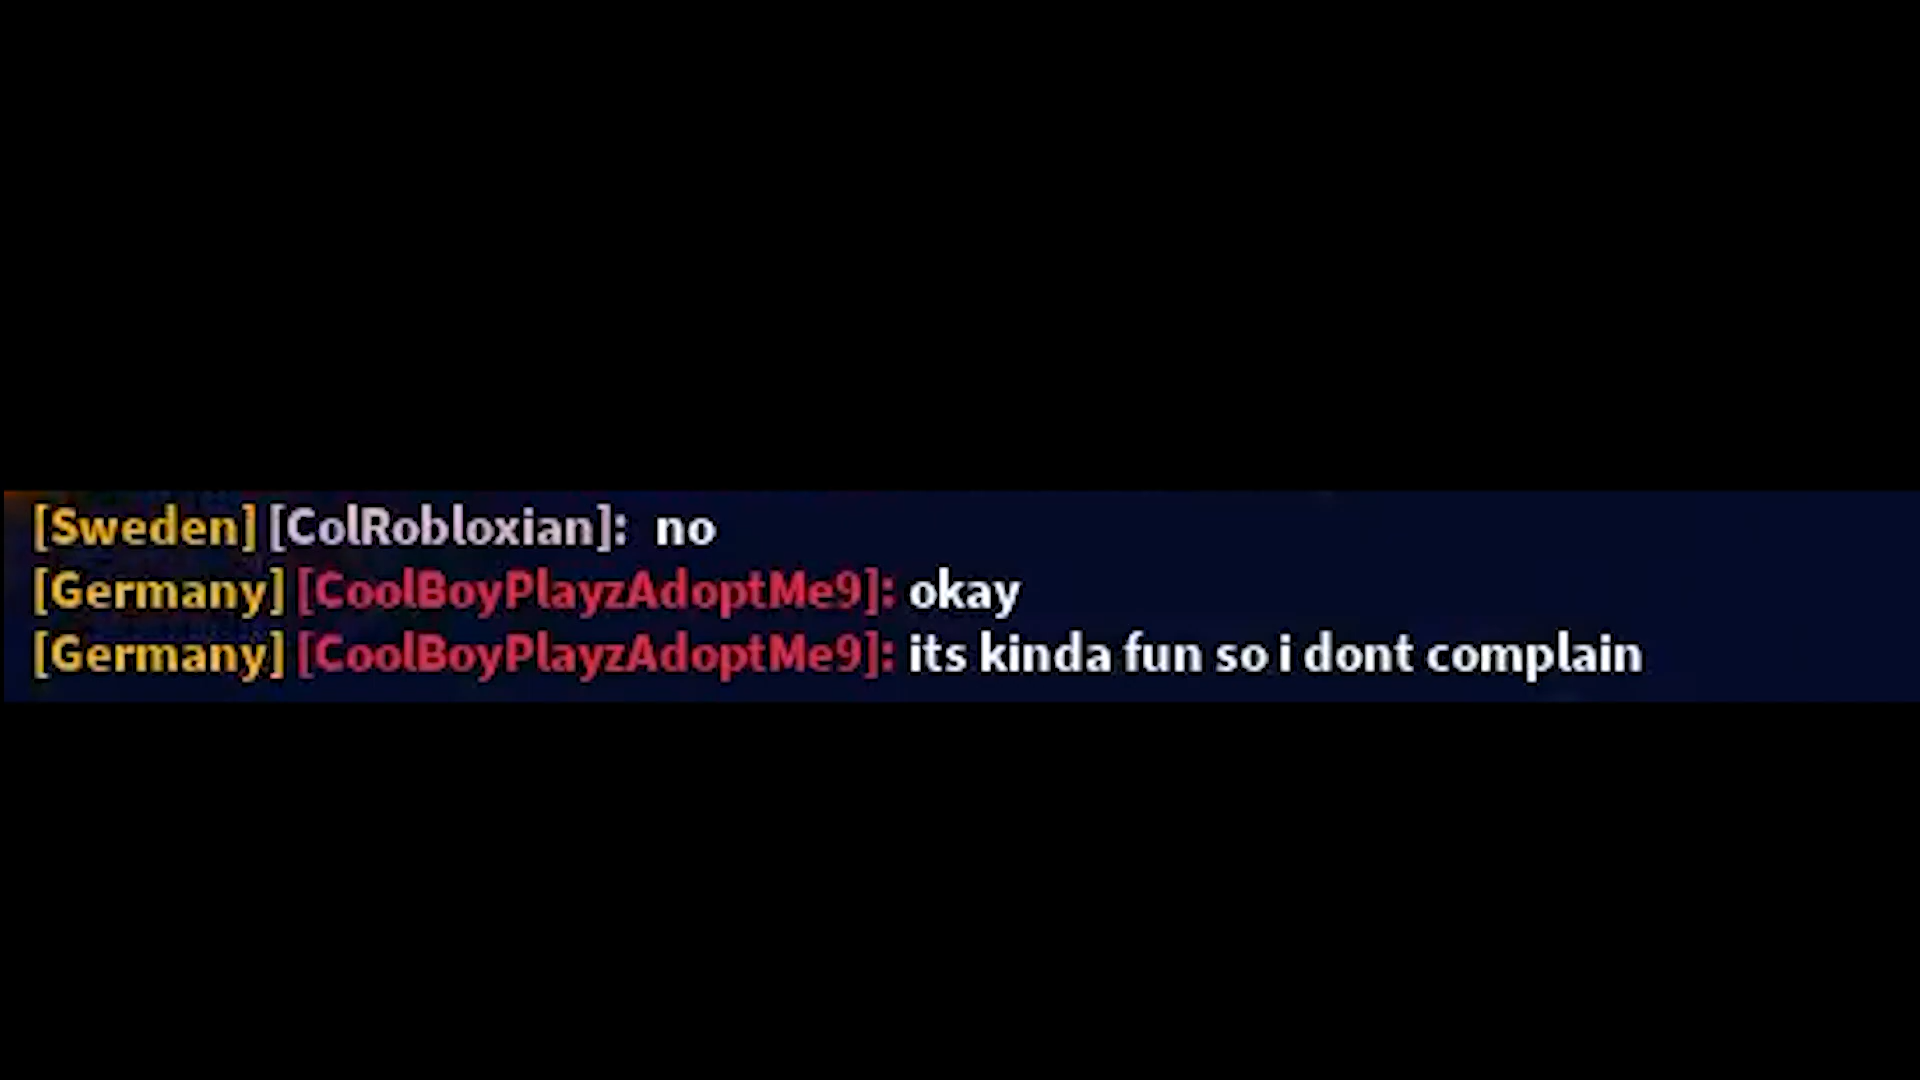 [Sweden] [ColRobloxian]: no
[Germany] [CoolBoyPlayzAdoptMe9]: okay
[Germany] [CoolBoyPlayzAdoptMe9]: its kinda fun so i dont complain